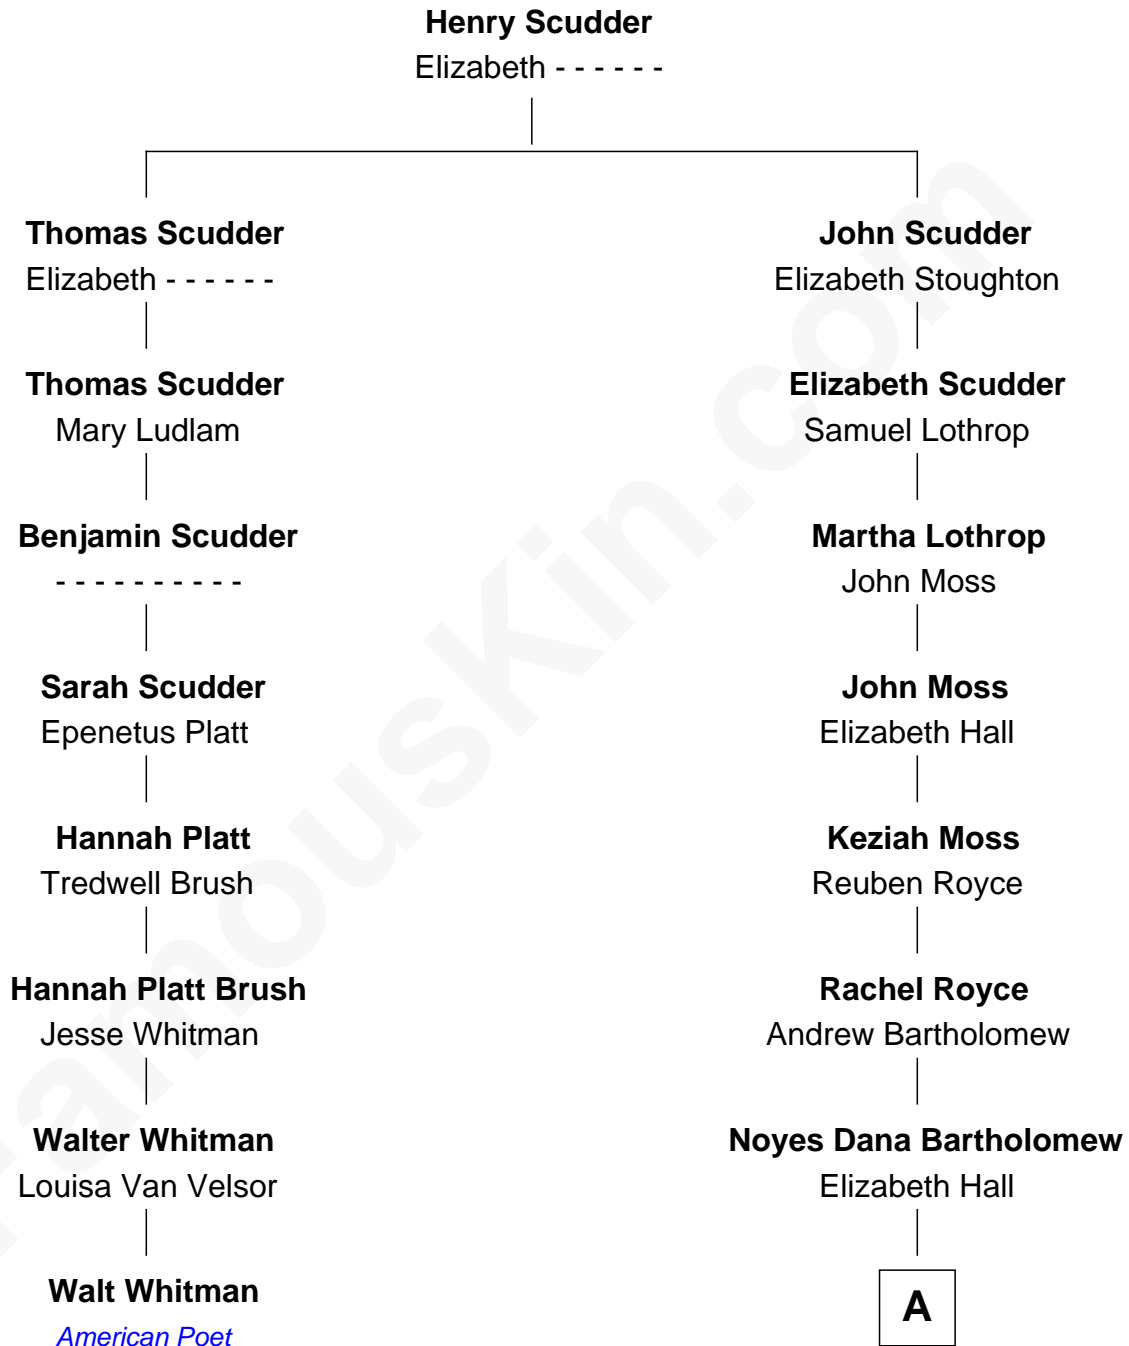 Henry Scudder
Elizabeth - - - - - -
Thomas Scudder
Elizabeth - - - - - -
John Scudder
Elizabeth Stoughton
Thomas Scudder
Mary Ludlam
Elizabeth Scudder
Samuel Lothrop
Benjamin Scudder
- - - - - - - - - -
Martha Lothrop
John Moss
Sarah Scudder
Epenetus Platt
John Moss
Elizabeth Hall
Hannah Platt
Tredwell Brush
Keziah Moss
Reuben Royce
Hannah Platt Brush
Jesse Whitman
Rachel Royce
Andrew Bartholomew
Walter Whitman
Louisa Van Velsor
Noyes Dana Bartholomew
Elizabeth Hall
Walt Whitman
American Poet
A
FamousKin.com